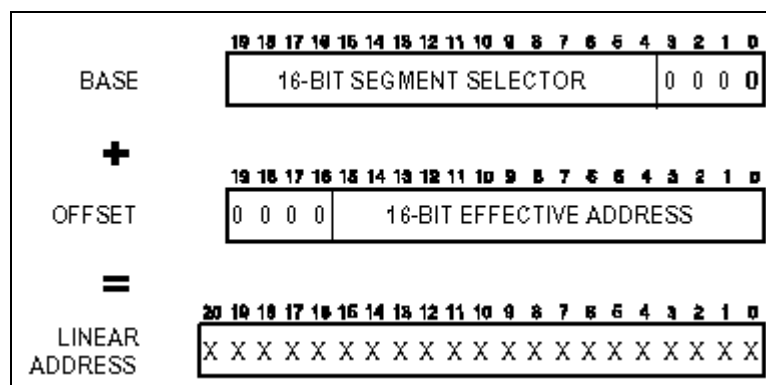 19 18 17 16 15 14 13 12 11 10 9 8 7 6 5 4 3 2 1 0
BASE 16-BIT SEGMENT SELECTOR 0 0 0 0
+
19 18 17 16 15 14 13 12 11 10 9 8 7 6 5 4 3 2 1 0
OFFSET 0 0 0 0 16-BIT EFFECTIVE ADDRESS
=
20 19 18 17 16 15 14 13 12 11 10 9 8 7 6 5 4 3 2 1 0
LINEAR
ADDRESS
X X X X X X X X X X X X X X X X X X X X X